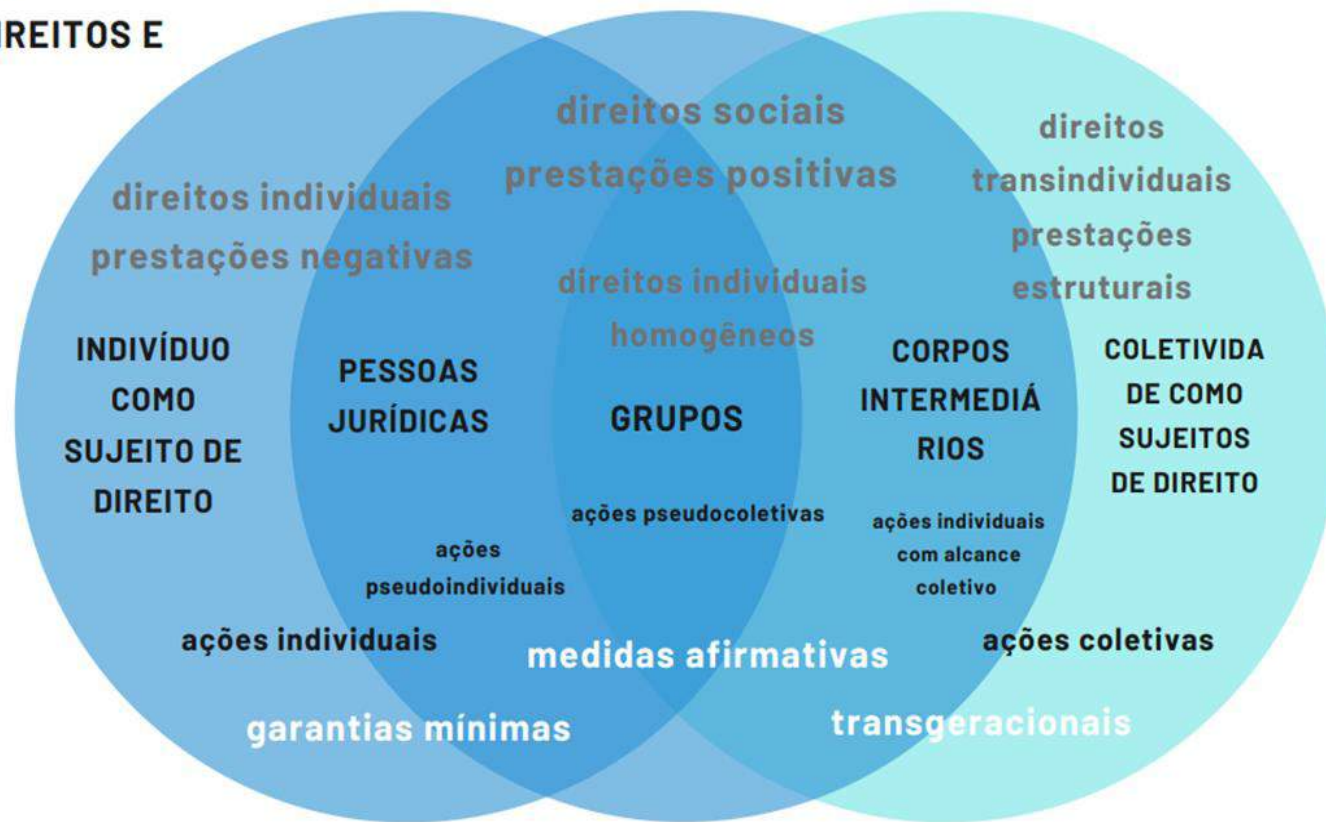 IREITOS E
direitos individuais
prestações negativas
direitos sociais
prestações positivas
direitos
transindividuais
prestações
estruturais
direitos individuais
homogêneos
INDIVÍDUO
COMO
SUJEITO DE
DIREITO
PESSOAS
JURÍDICAS
GRUPOS
CORPOS
INTERMEDIÁ
RIOS
COLETIVIDA
DE COMO
SUJEITOS
DE DIREITO
ações
pseudoindividuais
ações pseudocoletivas
ações individuais
com alcance
coletivo
ações individuais
medidas afirmativas
ações coletivas
garantias mínimas
transgeracionais